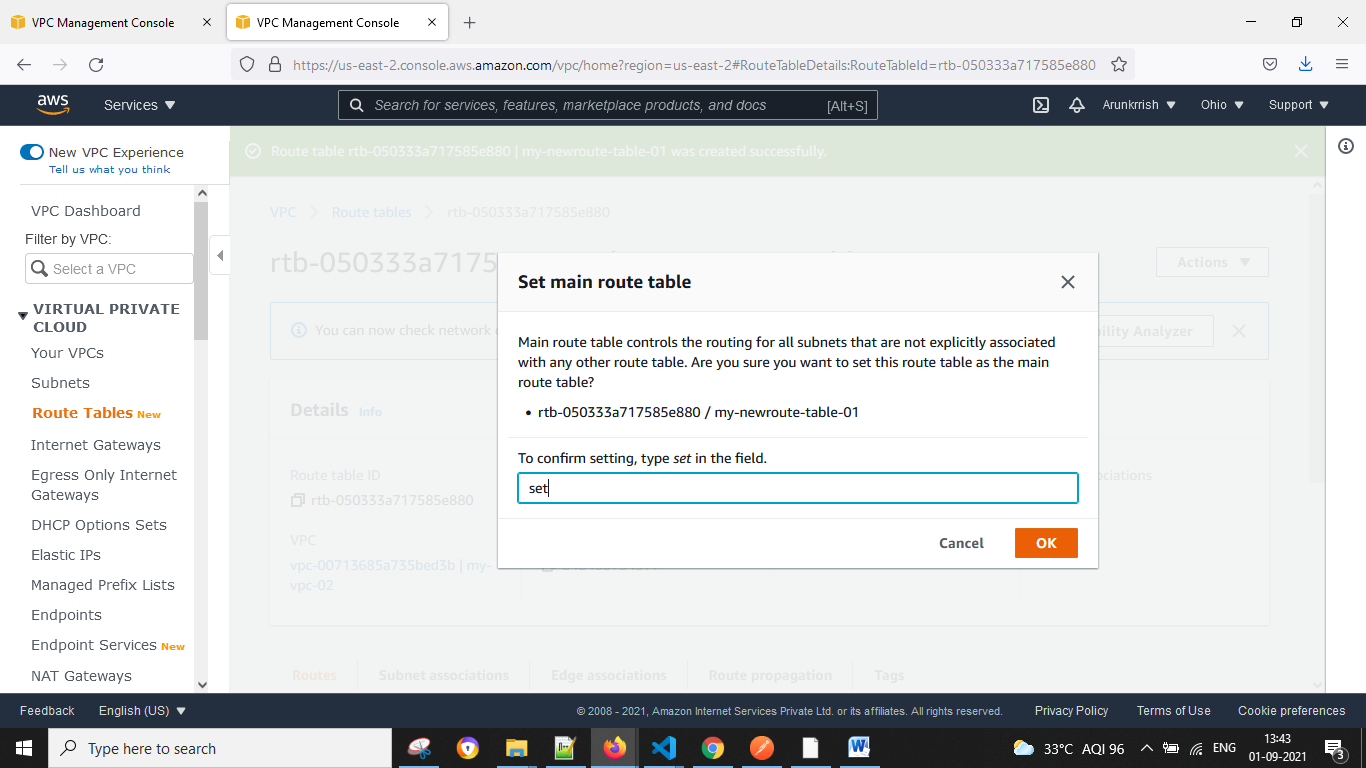 VPC Management Console
VPC Management Console
https://us-east-2.console.aws.amazon.com/vpc/home?region=us-east-2#RouteTableDetails:RouteTableId=rtb-050333a717585e880
aws
Services
Search for services, features, marketplace products, and docs
[Alt+S]
Arunkrrish
Ohio
Support
New VPC Experience
Tell us what you think
Route table rtb-050333a717585e880 | my-newroute-table-01 was created successfully.
VPC Dashboard
Filter by VPC:
Select a VPC
VIRTUAL PRIVATE
CLOUD
Your VPCs
Subnets
Route Tables New
Internet Gateways
Egress Only Internet
Gateways
DHCP Options Sets
Elastic IPs
Managed Prefix Lists
Endpoints
Endpoint Services New
NAT Gateways
VPC
Route tables
rtb-050333a717585e880
rtb-050333a7175
Actions
You can now check network
bility Analyzer
Details Info
Route table ID
rtb-050333a717585e880
VPC
vpc-00713685a735bed3b | my-
vpc-02
Set main route table
Main route table controls the routing for all subnets that are not explicitly associated
with any other route table. Are you sure you want to set this route table as the main
route table?
• rtb-050333a717585e880 / my-newroute-table-01
To confirm setting, type set in the field.
set
Cancel
OK
Routes
Subnet associations
Edge associations
Route propagation
Tags
Feedback
English (US)
© 2008 - 2021, Amazon Internet Services Private Ltd. or its affiliates. All rights reserved.
Privacy Policy
Terms of Use
Cookie preferences
Type here to search
33°C AQI 96
ENG
13:43
01-09-2021
3